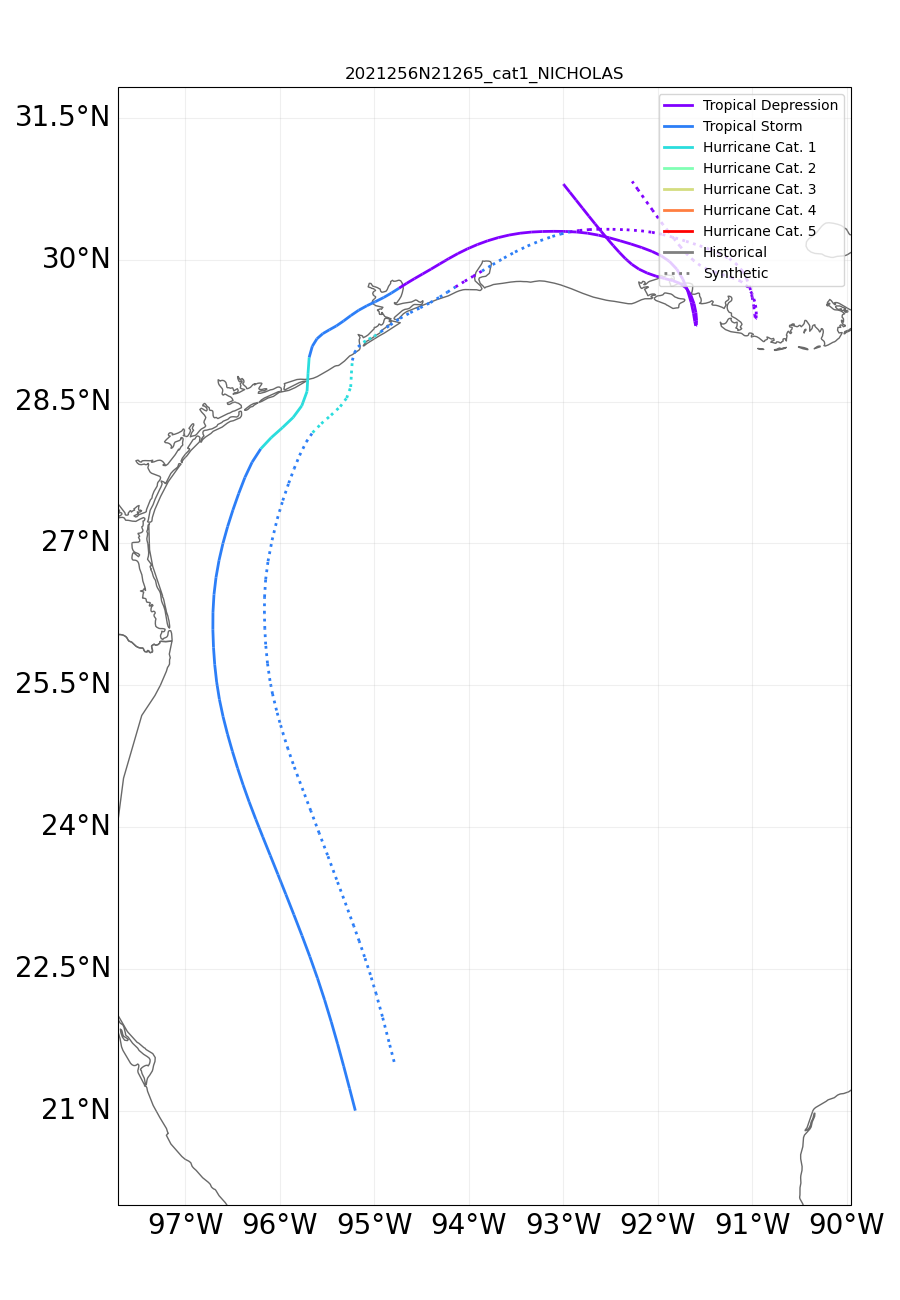 2021256N21265_cat1_NICHOLAS
31.5°N
30°N
28.5°N
27°N
25.5°N
24°N
22.5°N
21°N
Tropical Depression
Tropical Storm
Hurricane Cat. 1
Hurricane Cat. 2
Hurricane Cat. 3
Hurricane Cat. 4
Hurricane Cat. 5
Historical
Synthetic
97°W 96°W 95°W 94°W 93°W 92°W 91°W 90°W